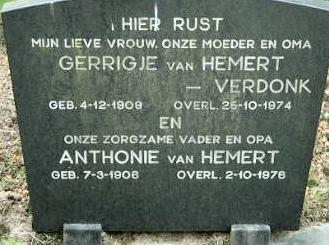 HIER RUST
MIJN LIEVE VROUW, ONZE MOEDER EN OMA
GERRIGJE VAN HEMERT
— VERDONK
GEB. 4-12-1909 OVERL. 25-10-1974
EN
ONZE ZORGZAME VADER EN OPA
ANTHONIE VAN HEMERT
GEB. 7-3-1906 OVERL. 2-10-1976